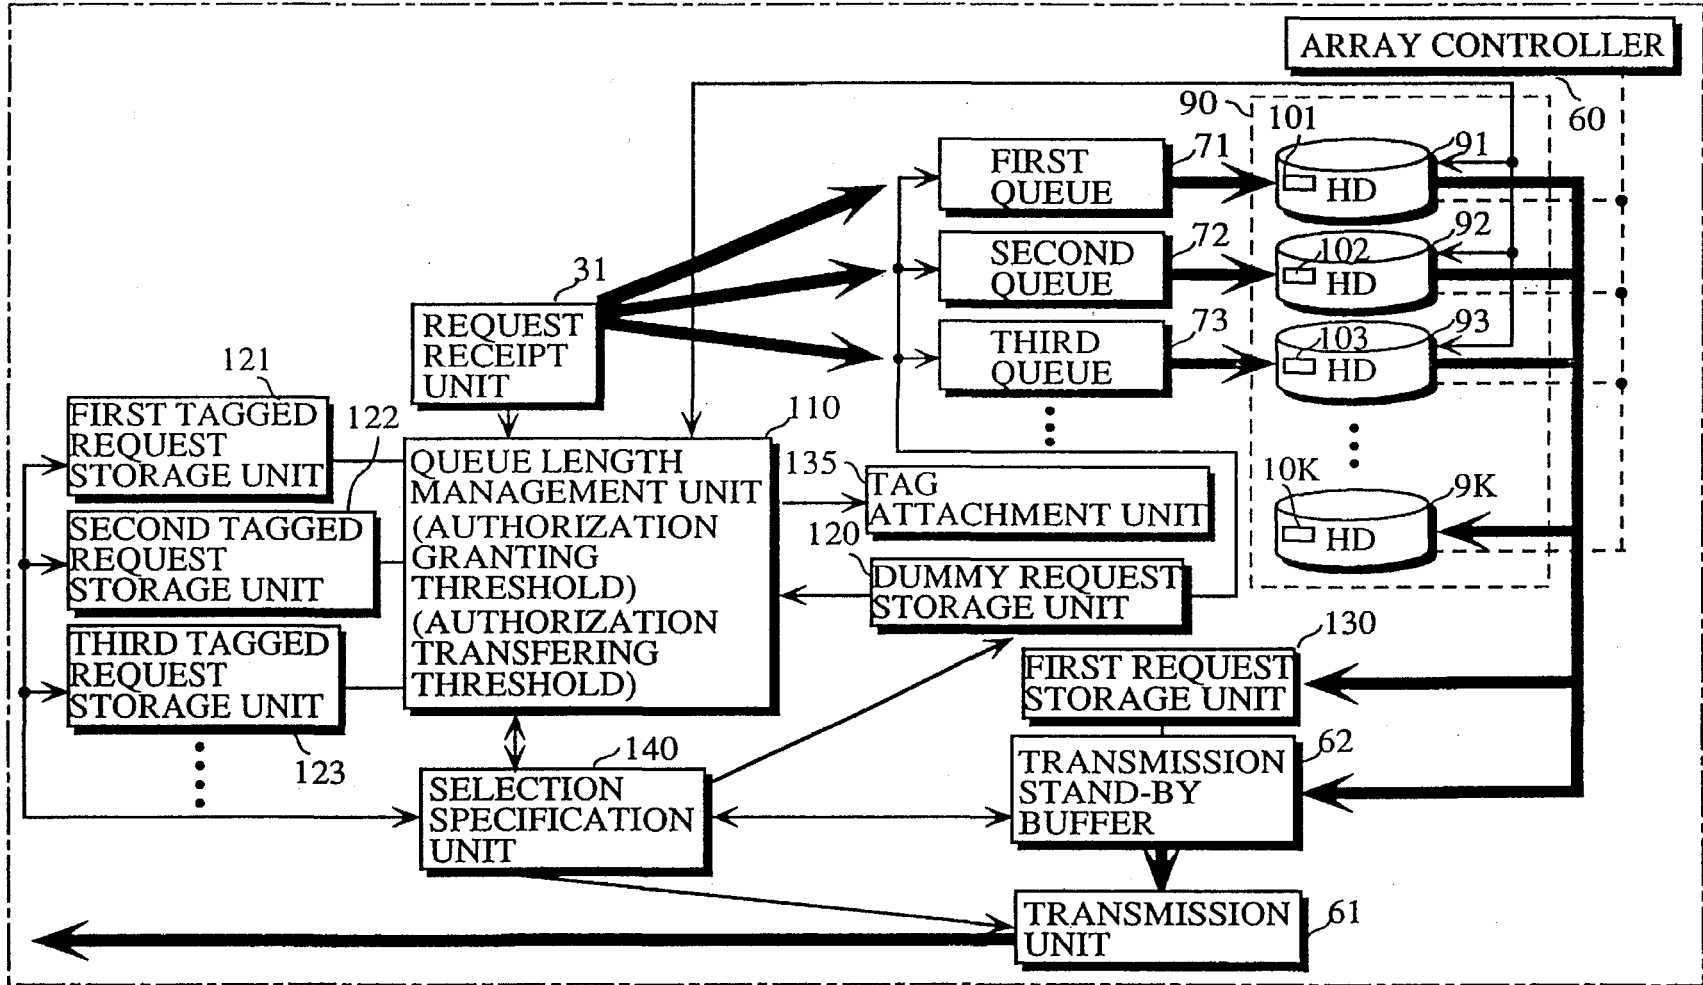 ARRAY CONTROLLER
60
90
101
91
HD
FIRST
QUEUE
71
102
92
HD
SECOND
QUEUE
72
103
93
HD
THIRD
QUEUE
73
31
REQUEST
RECEIPT
UNIT
121
FIRST TAGGED
REQUEST
STORAGE UNIT
122
SECOND TAGGED
REQUEST
STORAGE UNIT
THIRD TAGGED
REQUEST
STORAGE UNIT
123
110
QUEUE LENGTH
MANAGEMENT UNIT
(AUTHORIZATION
GRANTING
THRESHOLD)
(AUTHORIZATION
TRANSFERING
THRESHOLD)
135
TAG
ATTACHMENT UNIT
120
DUMMY REQUEST
STORAGE UNIT
10K
9K
HD
130
FIRST REQUEST
STORAGE UNIT
140
SELECTION
SPECIFICATION
UNIT
62
TRANSMISSION
STAND-BY
BUFFER
TRANSMISSION
UNIT
61